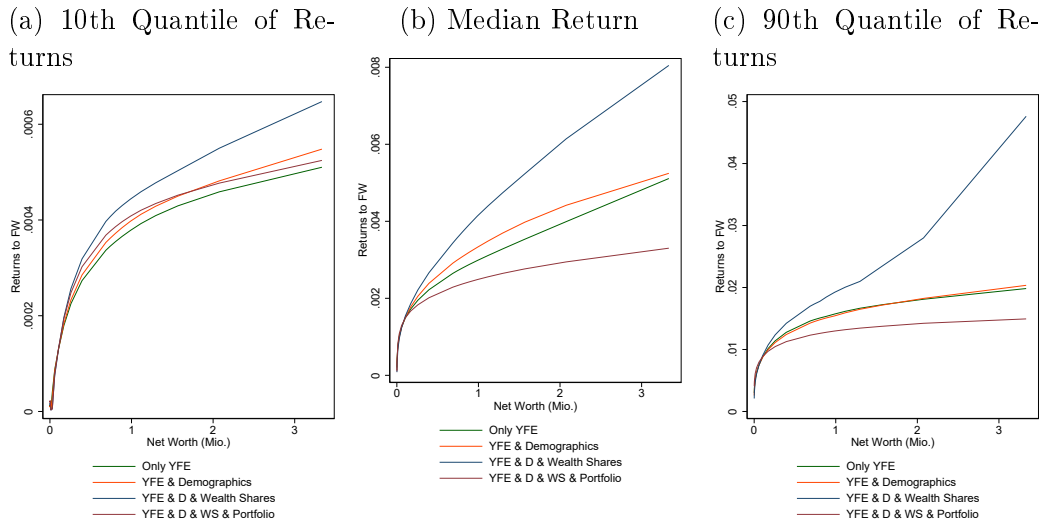 (a) 10th Quantile of Re-
turns
Returns to FW
.0006
.0004
.0002
0
0 1 2 3
Net Worth (Mio.)
Only YFE
YFE & Demographics
YFE & D & Wealth Shares
YFE & D & WS & Portfolio
(b) Median Return
Returns to FW
.008
.006
.004
.002
0
0 1 2 3
Net Worth (Mio.)
Only YFE
YFE & Demographics
YFE & D & Wealth Shares
YFE & D & WS & Portfolio
(c) 90th Quantile of Re-
turns
Returns to FW
.05
.04
.03
.02
.01
0
0 1 2 3
Net Worth (Mio.)
Only YFE
YFE & Demographics
YFE & D & Wealth Shares
YFE & D & WS & Portfolio